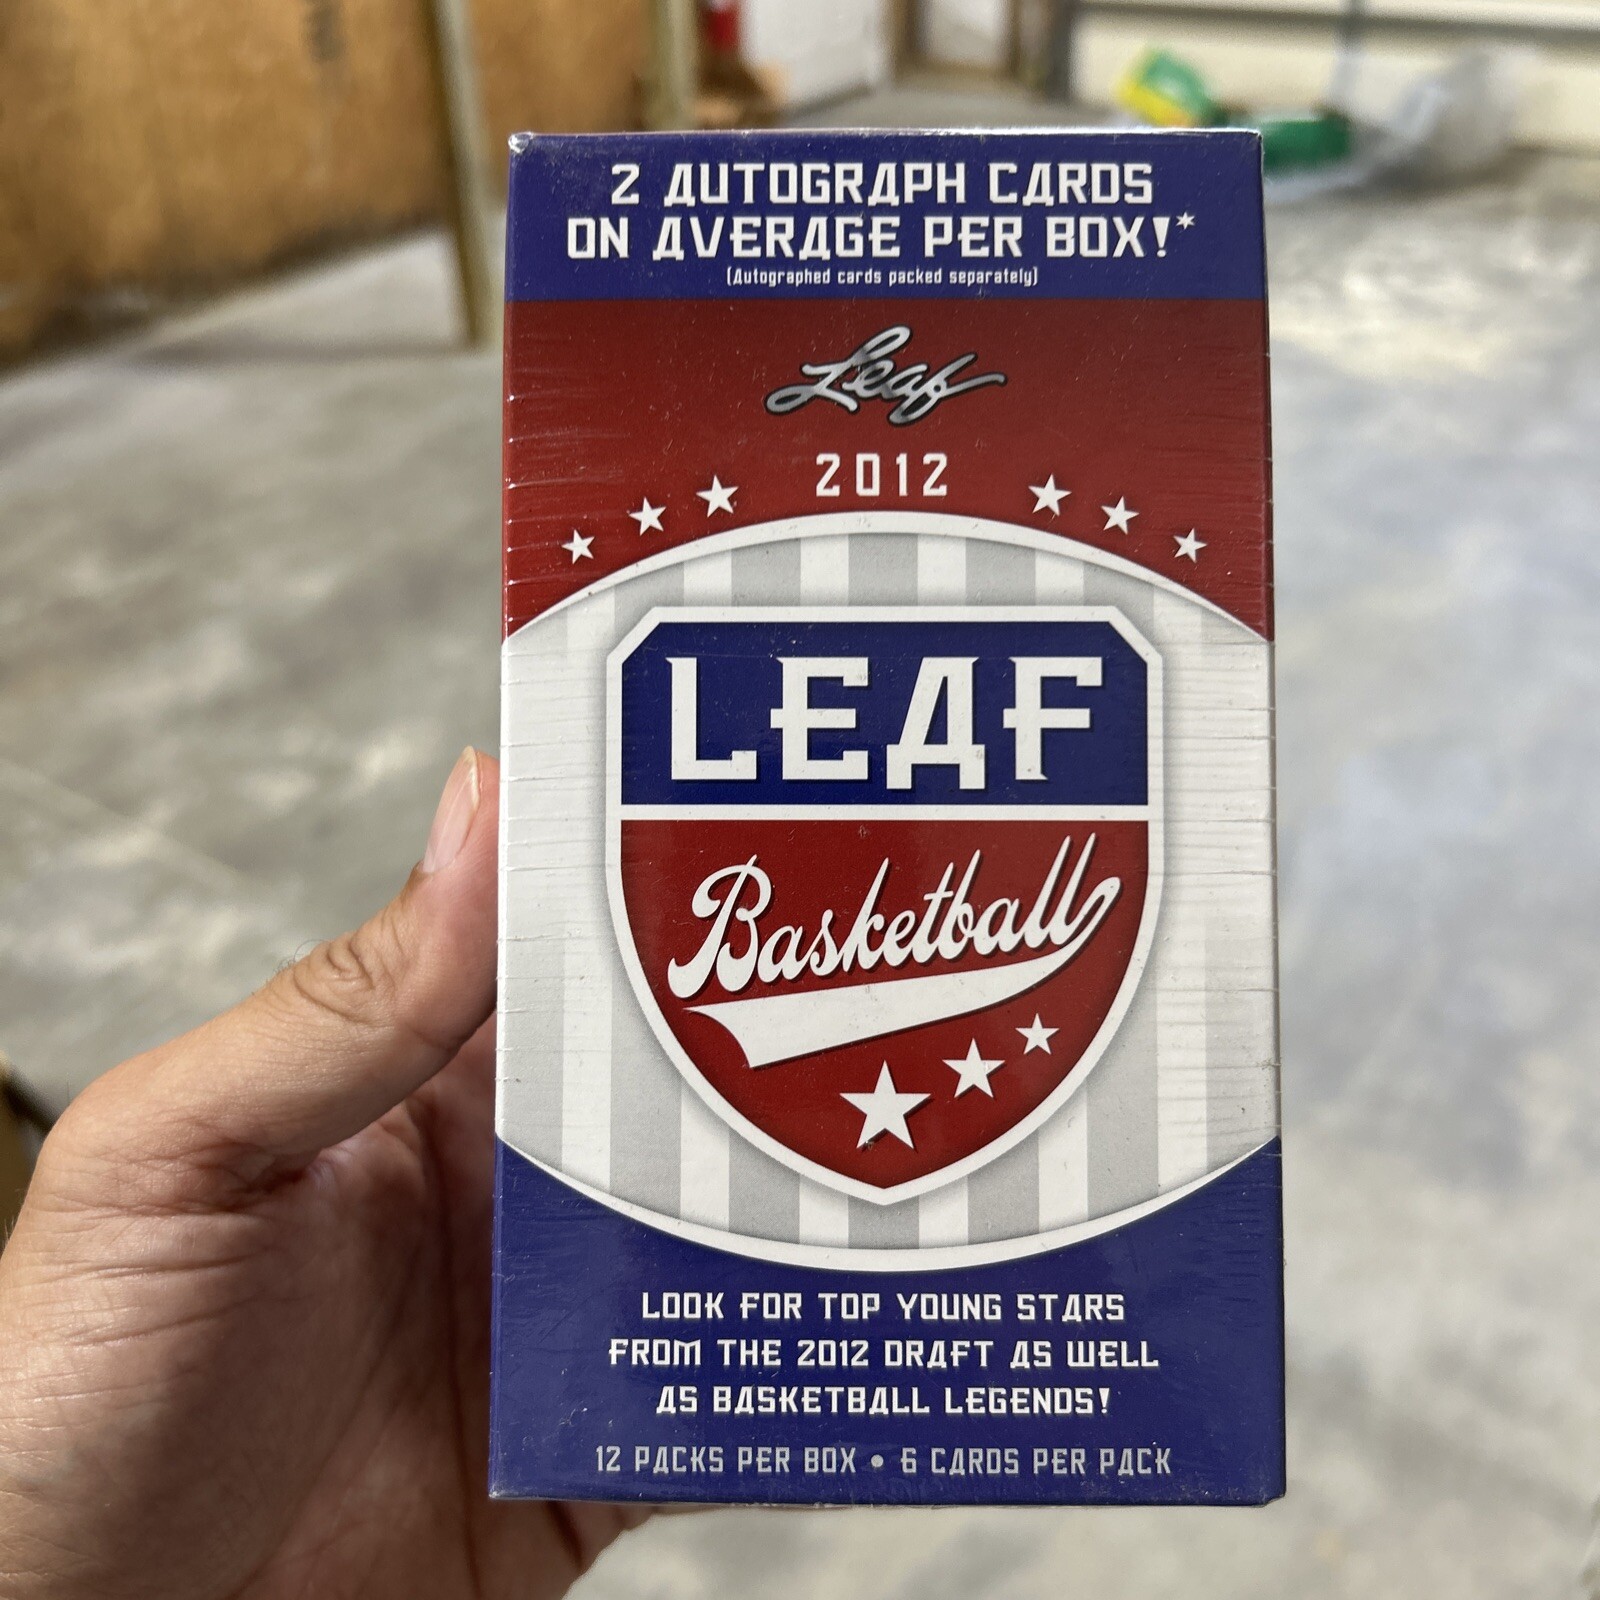 2 AUTOGRAPH CARDS
ON AVERAGE PER BOX!*
(Autographed cards packed separately)
Leaf
2012
LEAF
Basketball
LOOK FOR TOP YOUNG STARS
FROM THE 2012 DRAFT AS WELL
AS BASKETBALL LEGENDS!
12 PACKS PER BOX • 6 CARDS PER PACK